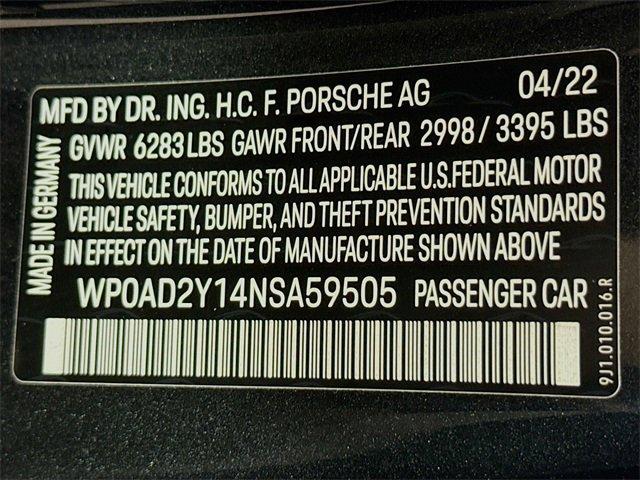 MFD BY DR. ING. H.C. F. PORSCHE AG 04/22
GVWR 6283 LBS GAWR FRONT/REAR 2998 / 3395 LBS
THIS VEHICLE CONFORMS TO ALL APPLICABLE U.S.FEDERAL MOTOR
VEHICLE SAFETY, BUMPER, AND THEFT PREVENTION STANDARDS
IN EFFECT ON THE DATE OF MANUFACTURE SHOWN ABOVE
WP0AD2Y14NSA59505 PASSENGER CAR
MADE IN GERMANY
9J1.010.016.R